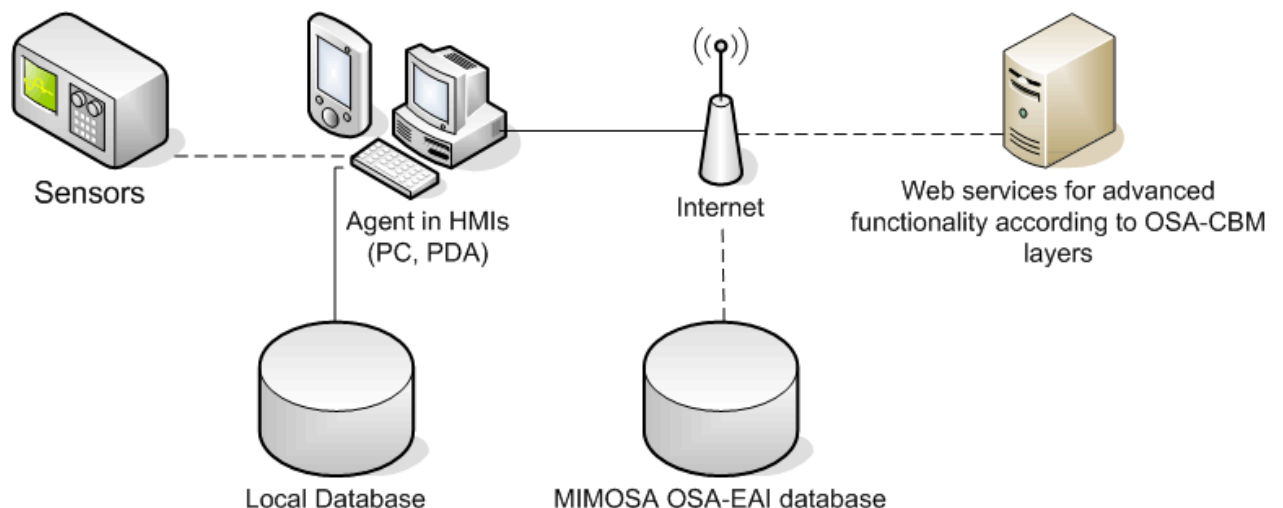 Sensors
Agent in HMIs
(PC, PDA)
Internet
Web services for advanced
functionality according to OSA-CBM
layers
Local Database
MIMOSA OSA-EAI database